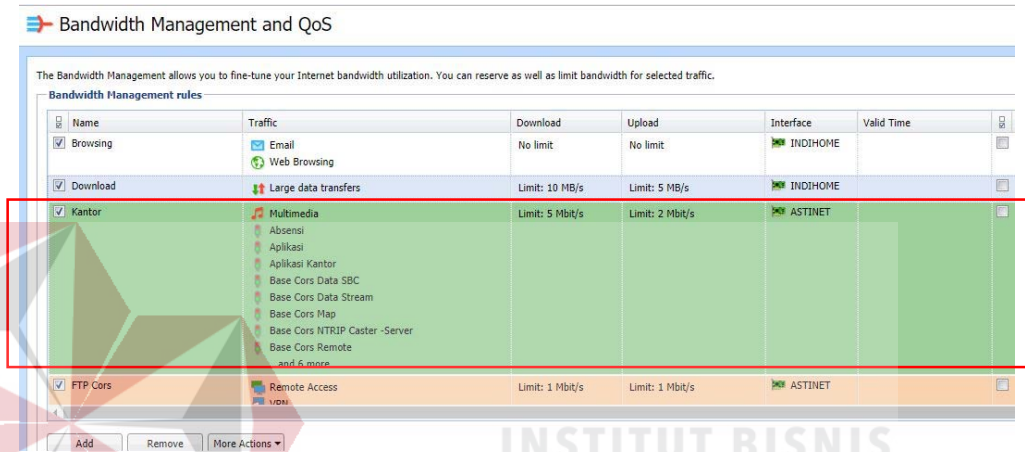 Bandwidth Management and QoS
The Bandwidth Management allows you to fine-tune your Internet bandwidth utilization. You can reserve as well as limit bandwidth for selected traffic.
Bandwidth Management rules
Name Traffic Download Upload Interface Valid Time
Browsing Email No limit No limit INDIHOME
Web Browsing
Download Large data transfers Limit: 10 MB/s Limit: 5 MB/s INDIHOME
Kantor Multimedia Limit: 5 Mbit/s Limit: 2 Mbit/s ASTINET
Absensi
Aplikasi
Aplikasi Kantor
Base Cors Data SBC
Base Cors Data Stream
Base Cors Map
Base Cors NTRIP Caster -Server
Base Cors Remote
... and 6 more
FTP Cors Remote Access Limit: 1 Mbit/s Limit: 1 Mbit/s ASTINET
VPN
Add Remove More Actions
INSTITUT BISNIS